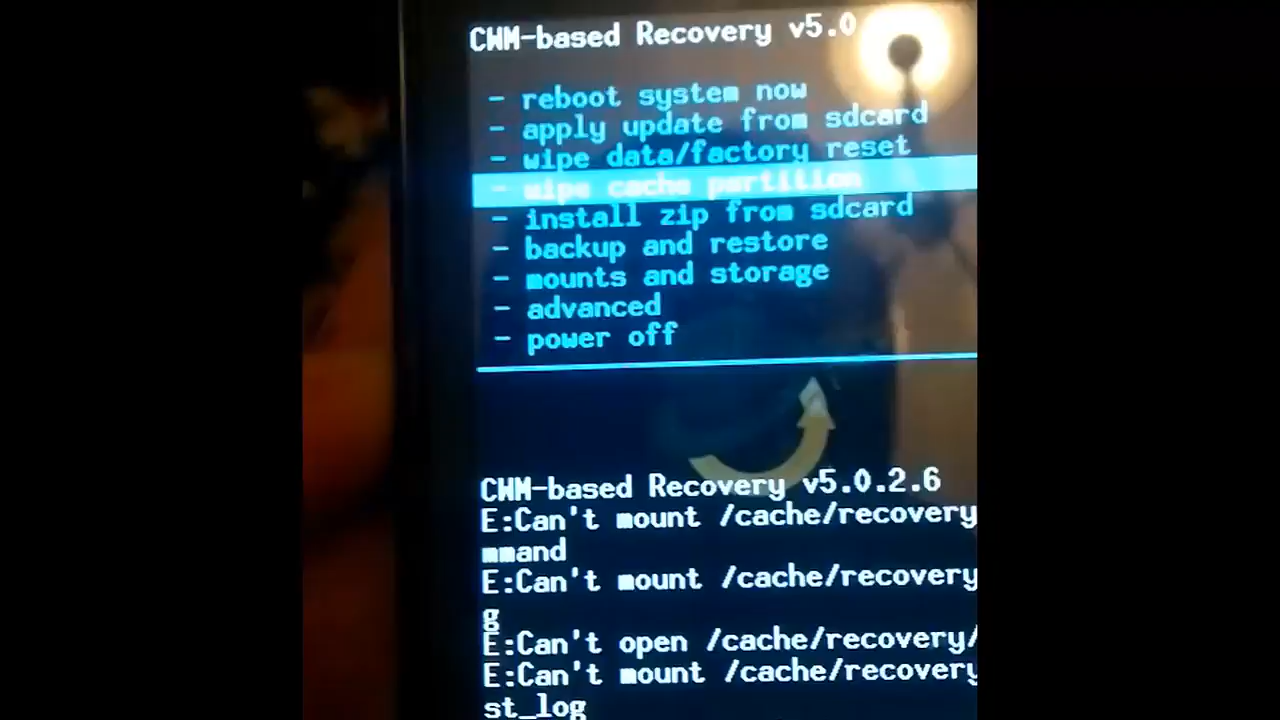 CWM-based Recovery v5.0
- reboot system now
- apply update from sdcard
- wipe data/factory reset
- wipe cache partition
- install zip from sdcard
- backup and restore
- mounts and storage
- advanced
- power off
CWM-based Recovery v5.0.2.6
E:Can't mount /cache/recovery
mmand
E:Can't mount /cache/recovery
g
E:Can't open /cache/recovery/
E:Can't mount /cache/recovery
st_log